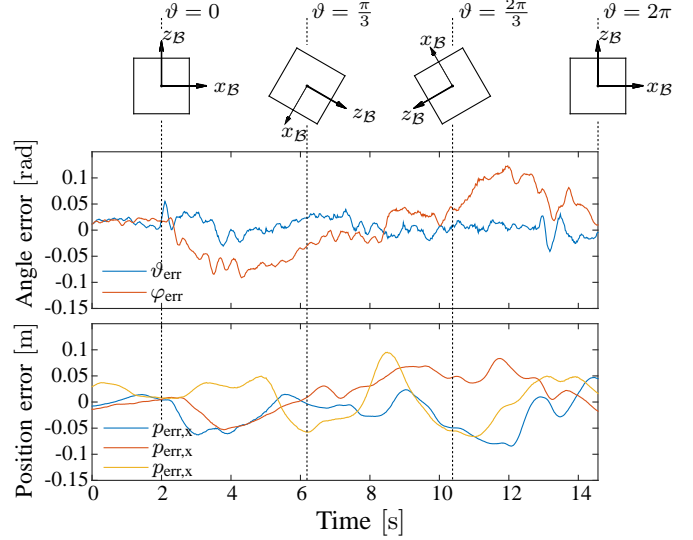 ϑ = 0
ϑ = π/3
ϑ = 2π/3
ϑ = 2π
z_B
x_B
x_B
z_B
x_B
z_B
z_B
x_B
Angle error [rad]
0.1
0.05
0
-0.05
-0.1
-0.15
ϑ_err
φ_err
Position error [m]
0.1
0.05
0
-0.05
-0.1
-0.15
p_err,x
p_err,x
p_err,x
0 2 4 6 8 10 12 14
Time [s]